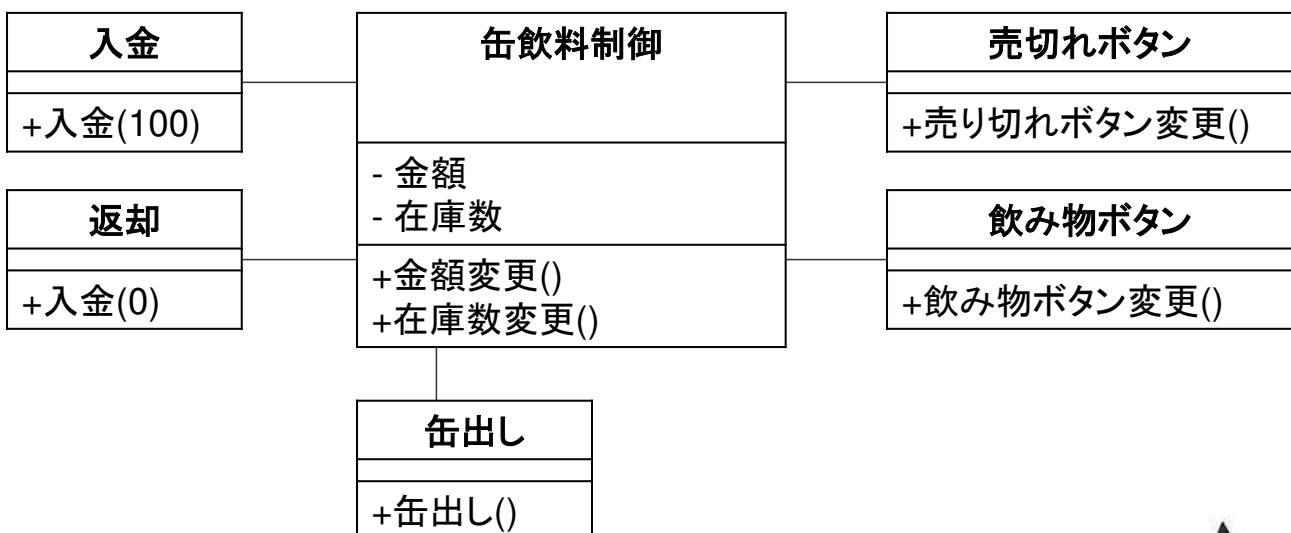 入金
+入金(100)
返却
+入金(0)
缶飲料制御
- 金額
- 在庫数
+金額変更()
+在庫数変更()
缶出し
+缶出し()
売切れボタン
+売り切れボタン変更()
飲み物ボタン
+飲み物ボタン変更()